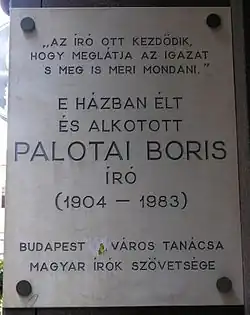 „AZ ÍRÓ OTT KEZDŐDIK,
HOGY MEGLÁTJA AZ IGAZAT
S MEG IS MERI MONDANI."
E HÁZBAN ÉLT
ÉS ALKOTOTT
PALOTAI BORIS
ÍRÓ
(1904 — 1983)
BUDAPEST VÁROS TANÁCSA
MAGYAR ÍRÓK SZÖVETSÉGE